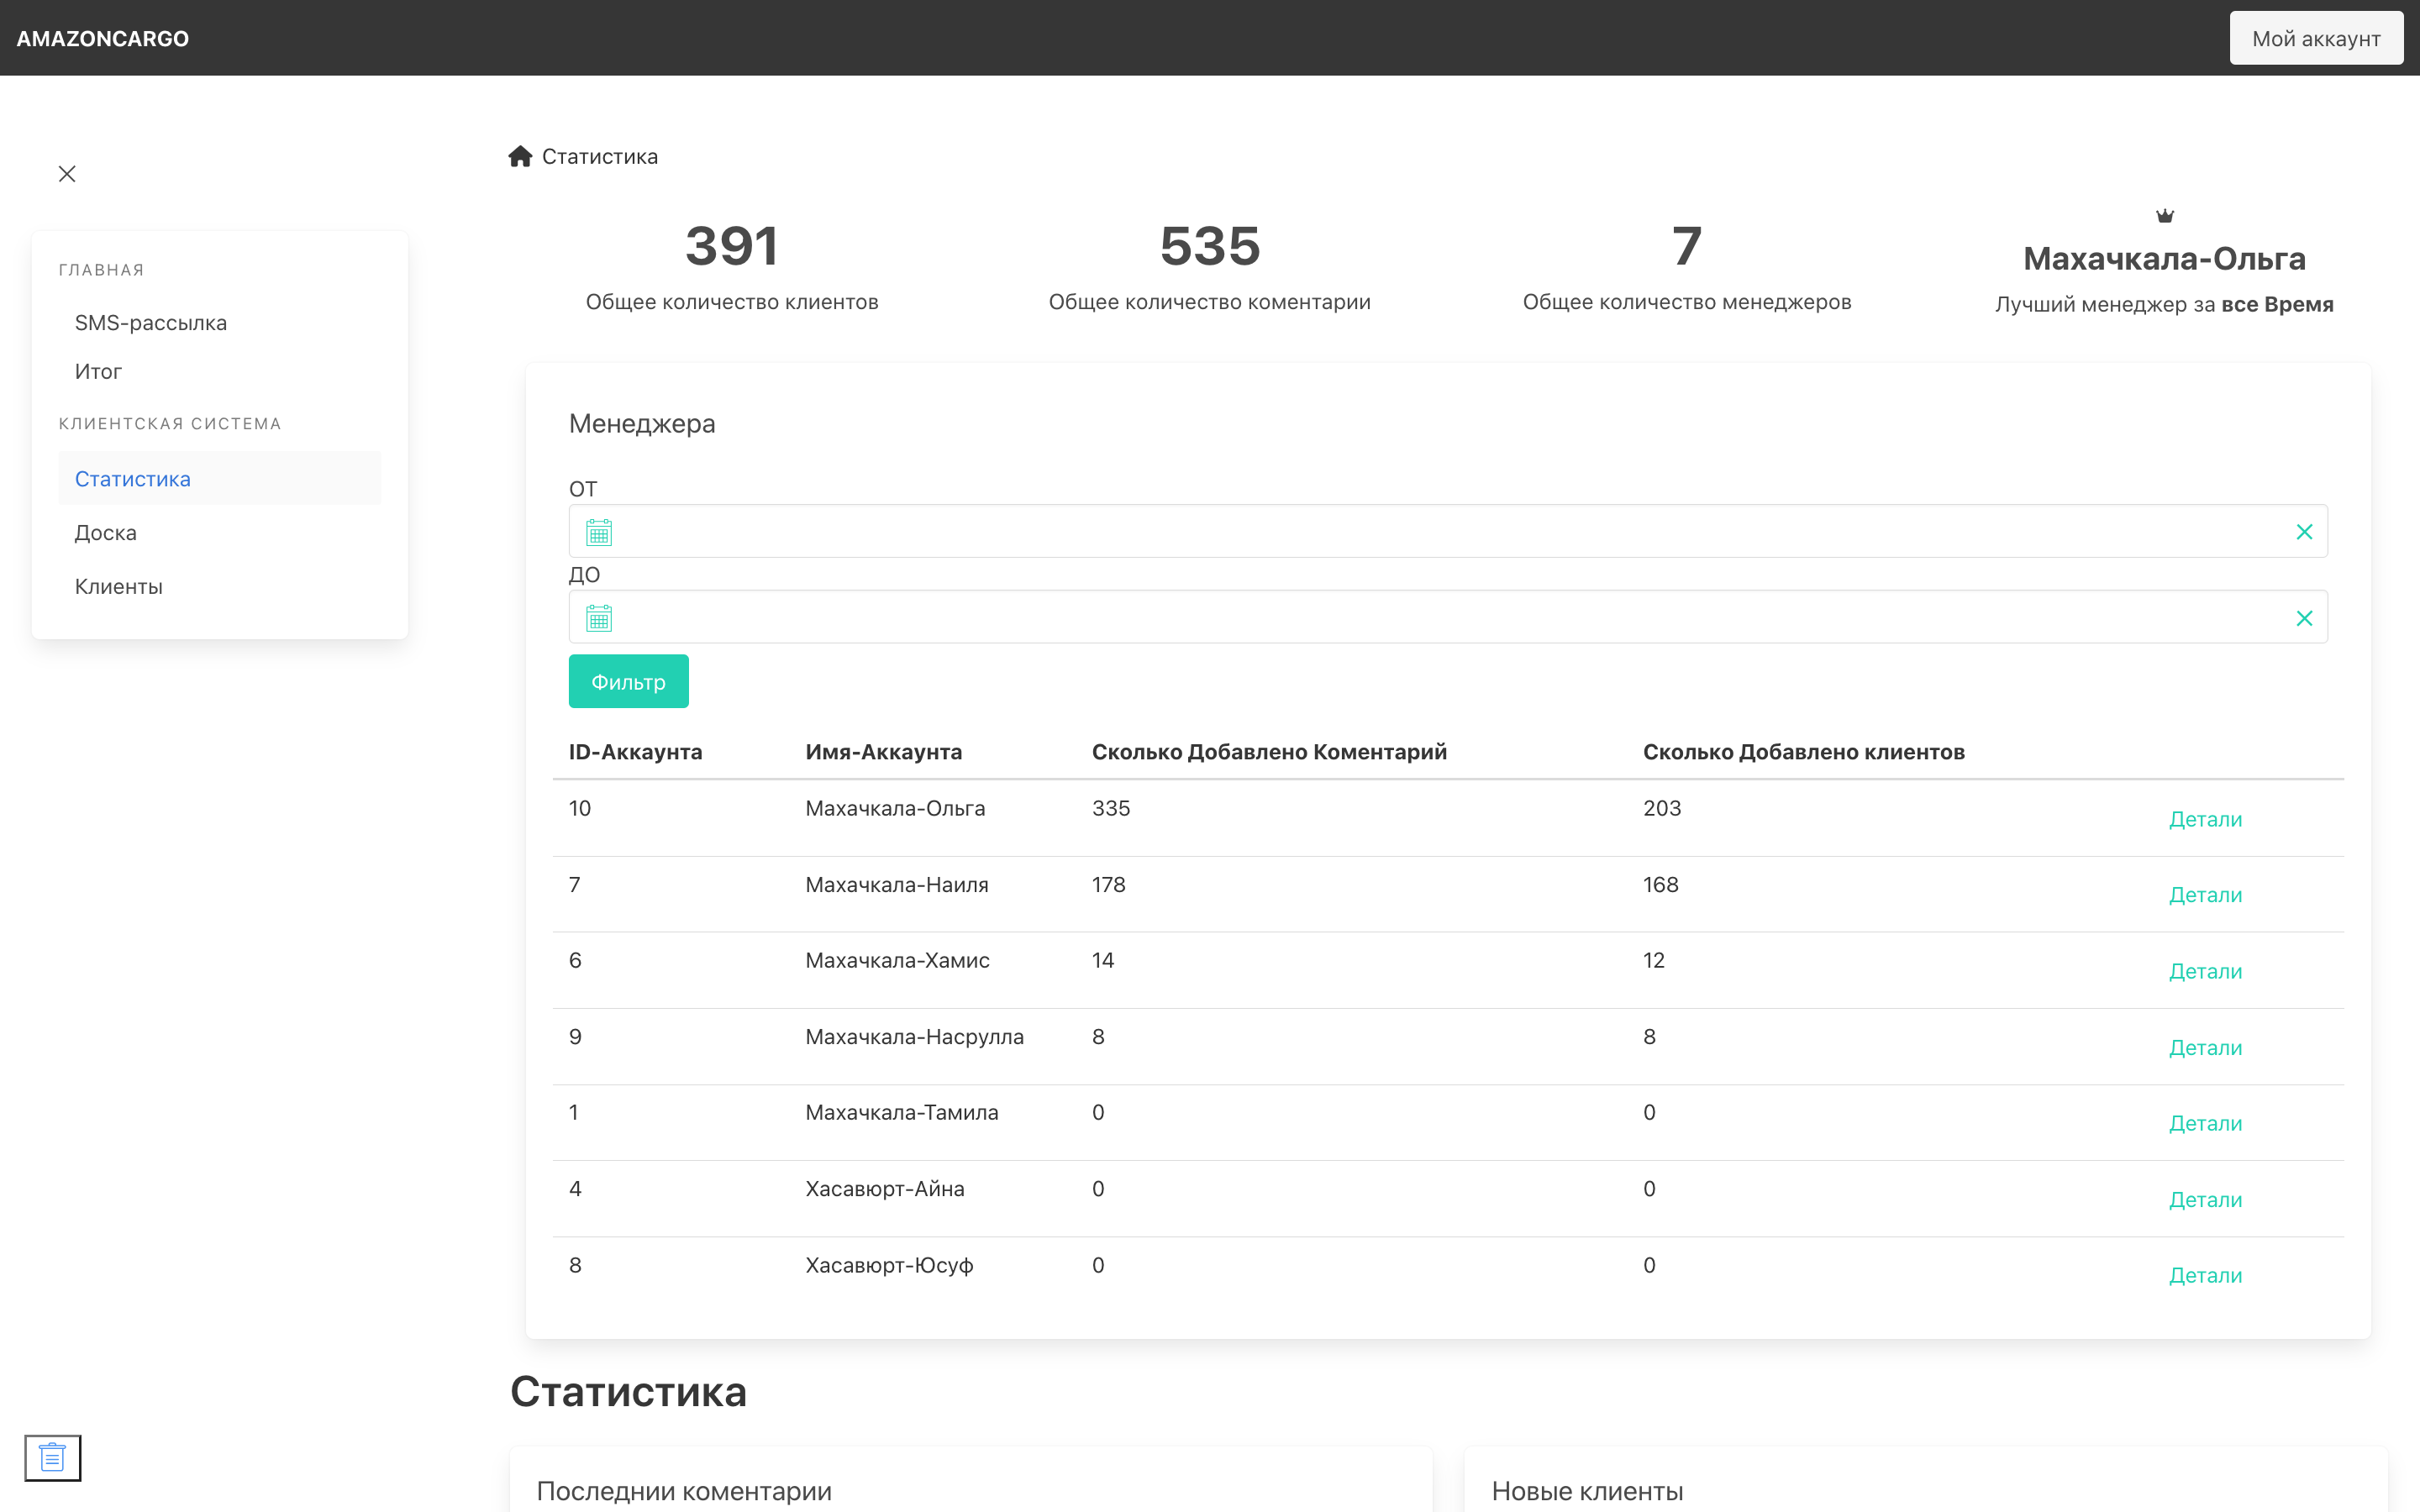 AMAZONCARGO
Мой аккаунт
Статистика
ГЛАВНАЯ
SMS-рассылка
Итог
КЛИЕНТСКАЯ СИСТЕМА
Статистика
Доска
Клиенты
391
Общее количество клиентов
535
Общее количество коментарии
7
Общее количество менеджеров
Махачкала-Ольга
Лучший менеджер за все Время
Менеджера
ОТ
ДО
Фильтр
ID-Аккаунта Имя-Аккаунта Сколько Добавлено Коментарий Сколько Добавлено клиентов
10 Махачкала-Ольга 335 203 Детали
7 Махачкала-Наиля 178 168 Детали
6 Махачкала-Хамис 14 12 Детали
9 Махачкала-Насрулла 8 8 Детали
1 Махачкала-Тамила 0 0 Детали
4 Хасавюрт-Айна 0 0 Детали
8 Хасавюрт-Юсуф 0 0 Детали
Статистика
Последнии коментарии
Новые клиенты